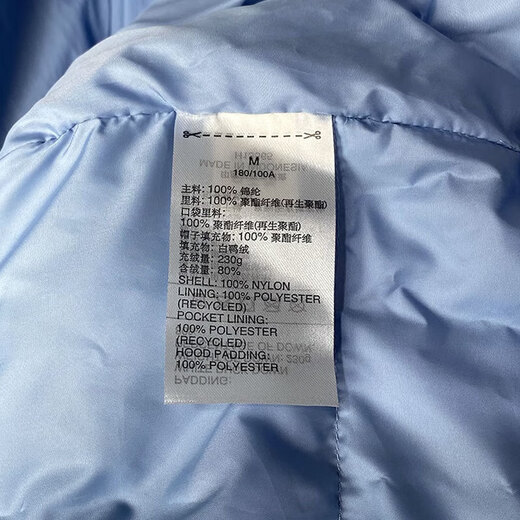 M
180/100A
主料: 100% 锦纶
里料: 100% 聚酯纤维(再生聚酯)
口袋里料:
100% 聚酯纤维(再生聚酯)
帽子填充物: 100% 聚酯纤维
填充物: 白鸭绒
充绒量: 230g
含绒量: 80%
SHELL: 100% NYLON
LINING: 100% POLYESTER
(RECYCLED)
POCKET LINING:
100% POLYESTER
(RECYCLED)
HOOD PADDING:
100% POLYESTER